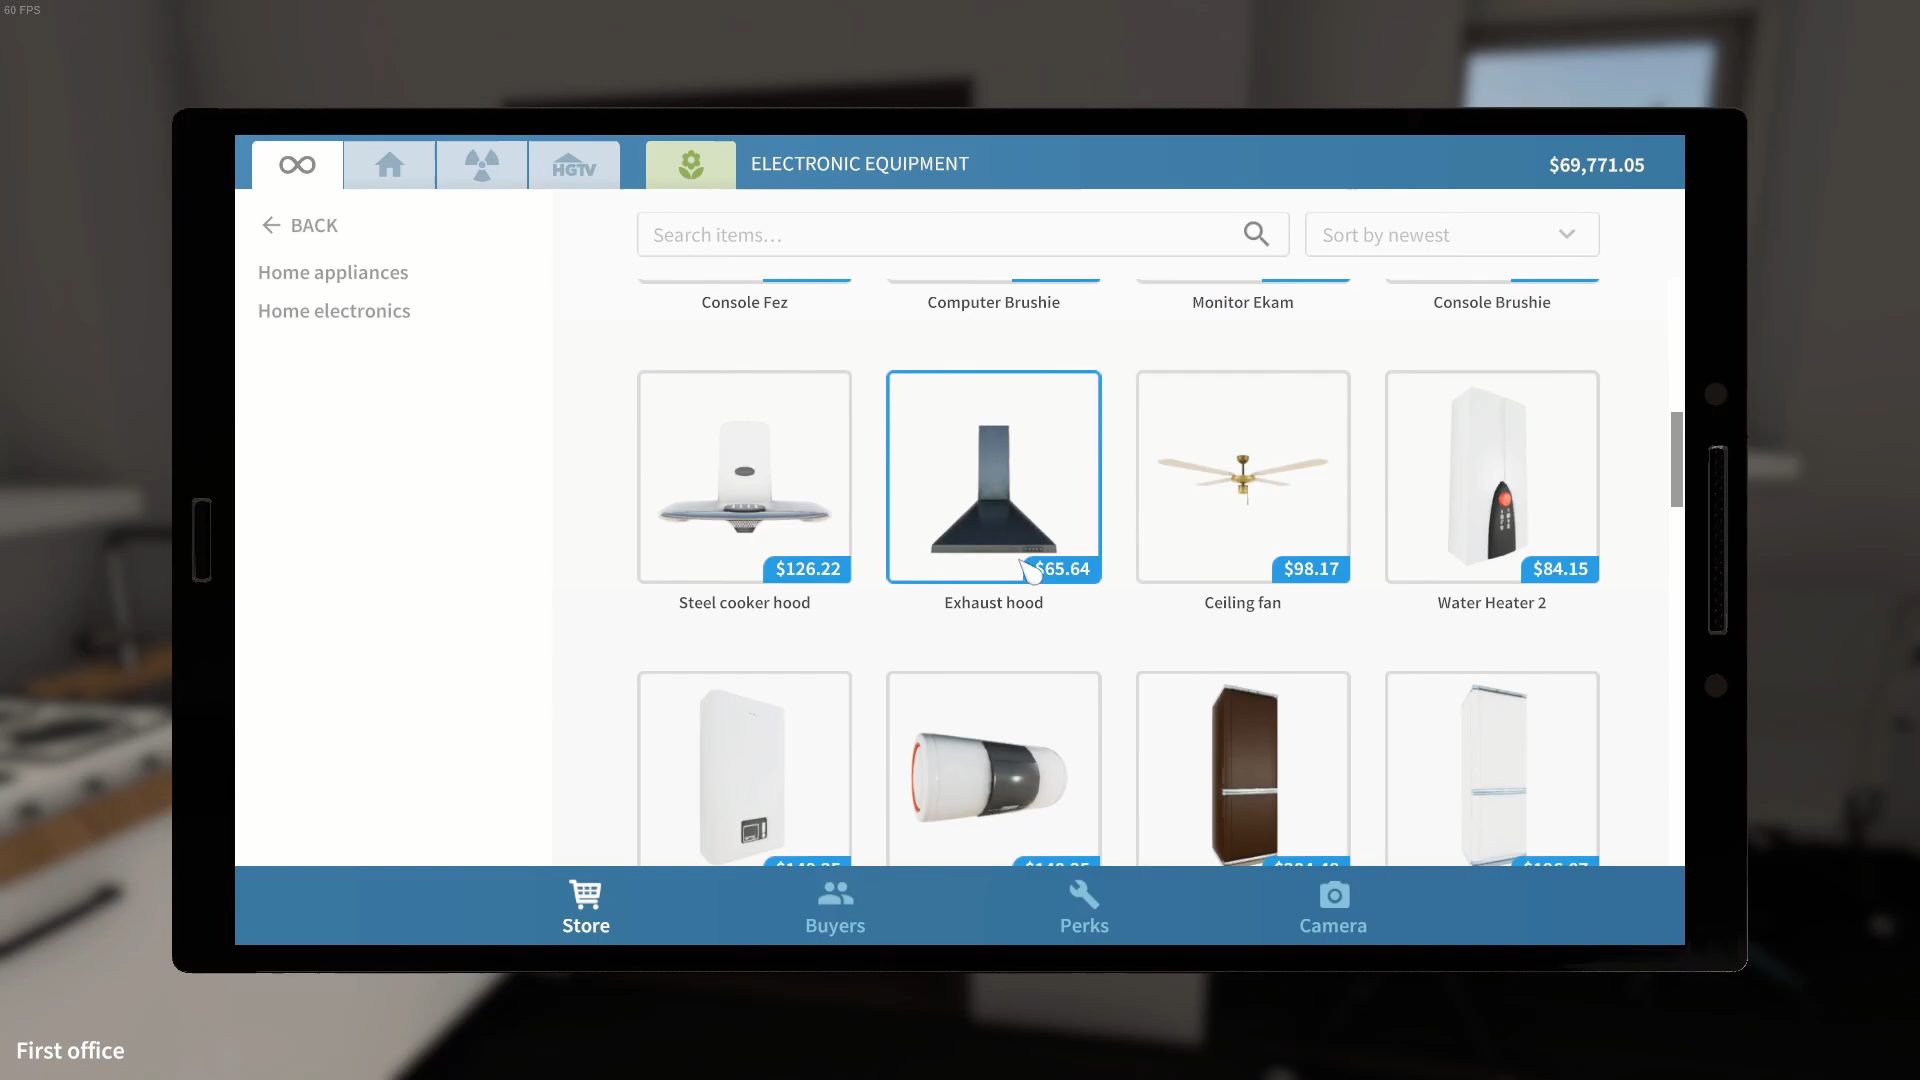 60 FPS
HGTV
ELECTRONIC EQUIPMENT
$69,771.05
BACK
Search items...
Sort by newest
Home appliances
Home electronics
Console Fez
Computer Brushie
Monitor Ekam
Console Brushie
$126.22
$65.64
$98.17
$84.15
Steel cooker hood
Exhaust hood
Ceiling fan
Water Heater 2
Store
Buyers
Perks
Camera
First office